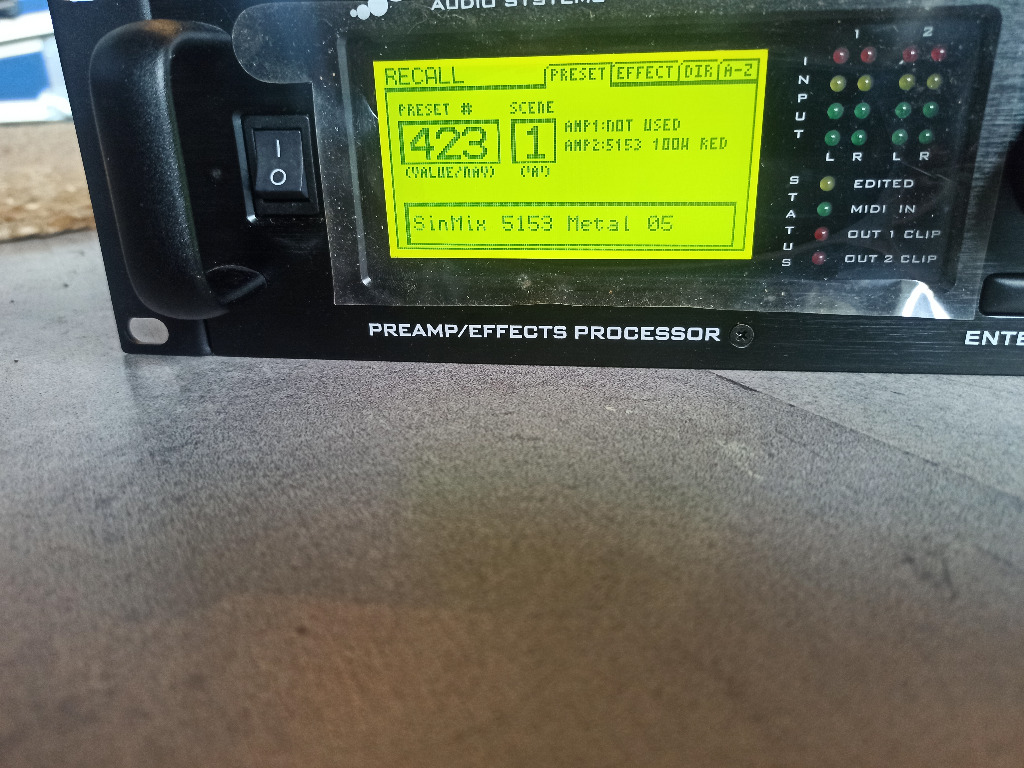 AUDIO SYSTEMS
RECALL PRESET EFFECT DIR A-Z
PRESET # SCENE
423 1
AMP1:NOT USED
AMP2:5153 100W RED
(VALUE/NAV) (↑A↑)
SinMix 5153 Metal 05
1 2
INPUT
L R L R
STATUS
EDITED
MIDI IN
OUT 1 CLIP
OUT 2 CLIP
I
O
PREAMP/EFFECTS PROCESSOR